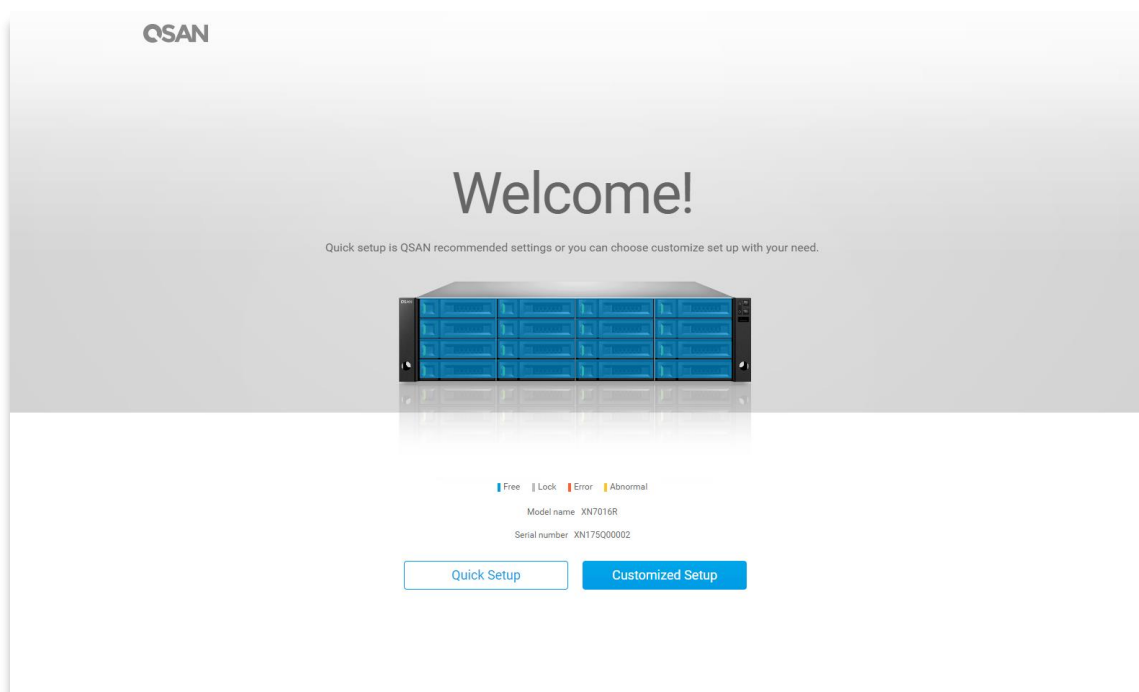 QSAN
Welcome!
Quick setup is QSAN recommended settings or you can choose customize set up with your need.
QSAN
Free Lock Error Abnormal
Model name XN7016R
Serial number XN175Q00002
Quick Setup Customized Setup